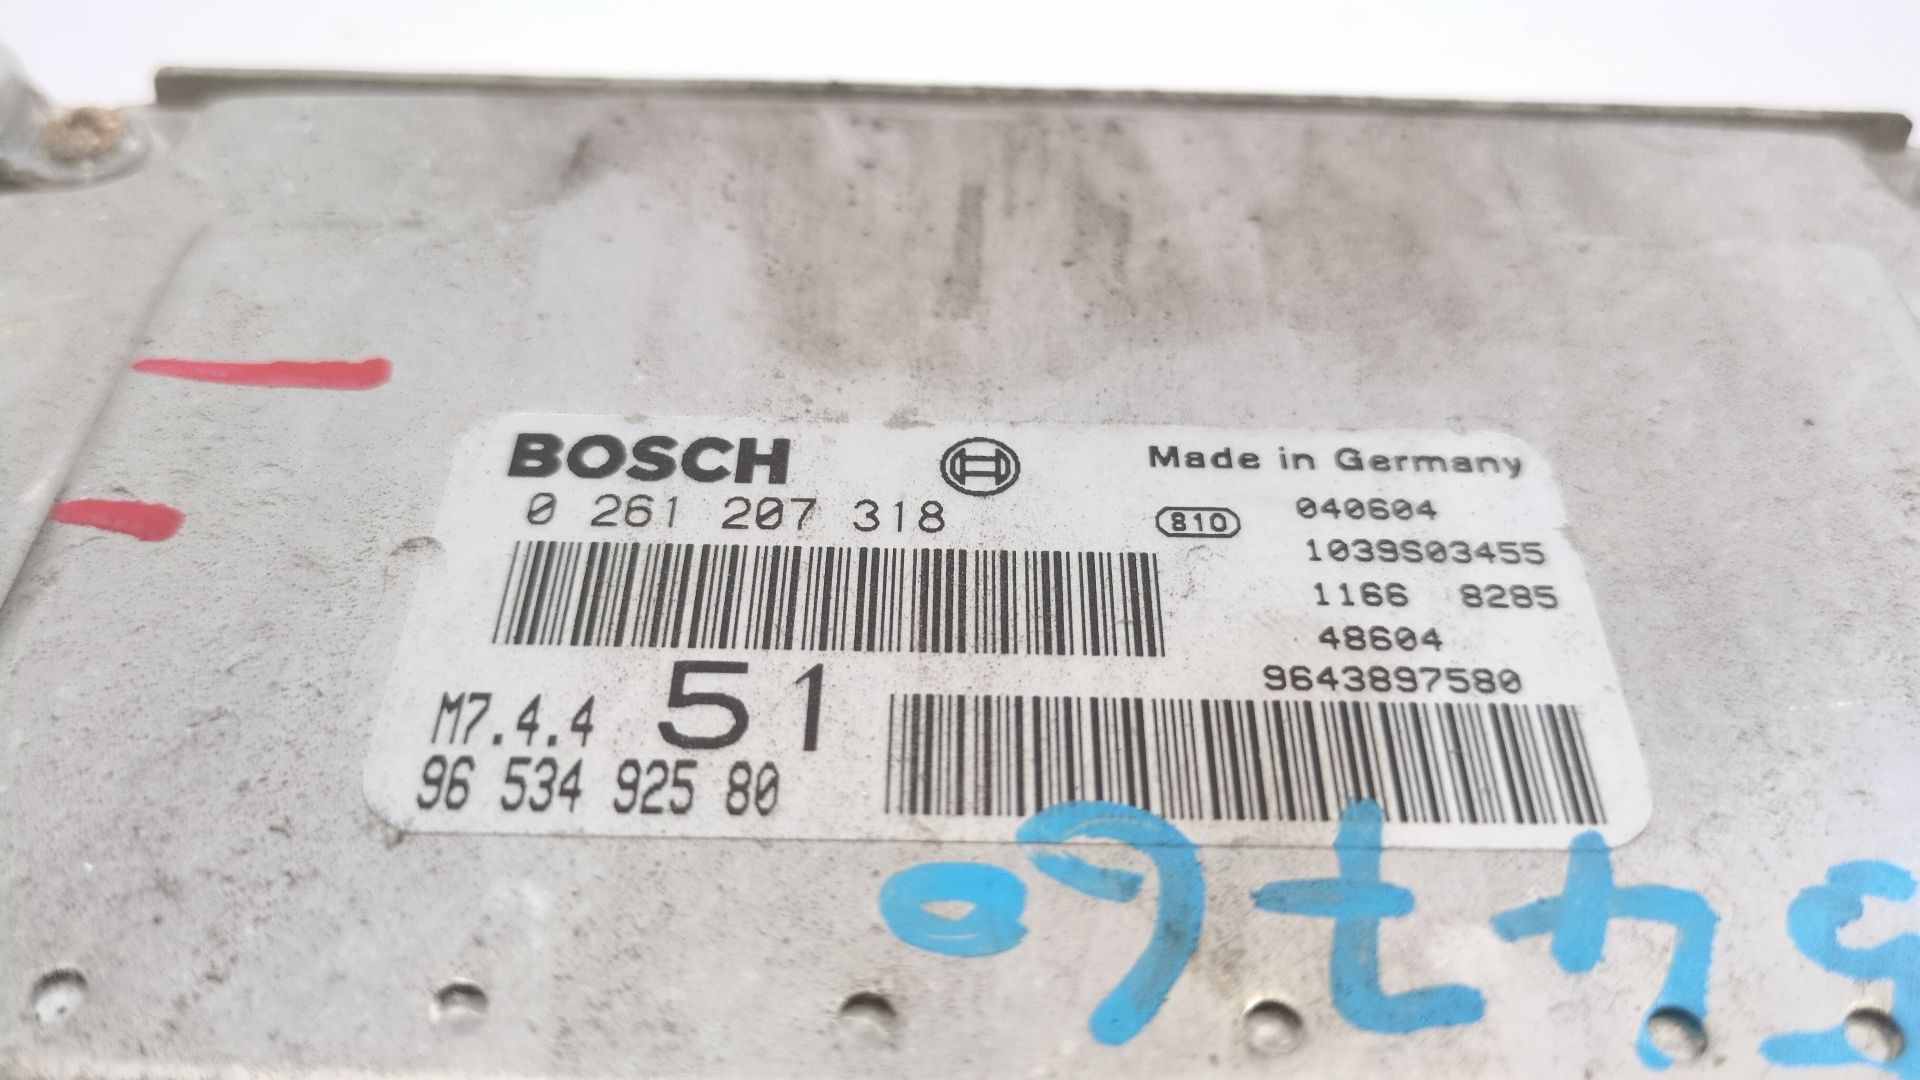 BOSCH
Made in Germany
0 261 207 318
810
040604
1039S03455
1166 8285
48604
9643897580
M7.4.4 51
96 534 925 80
54760